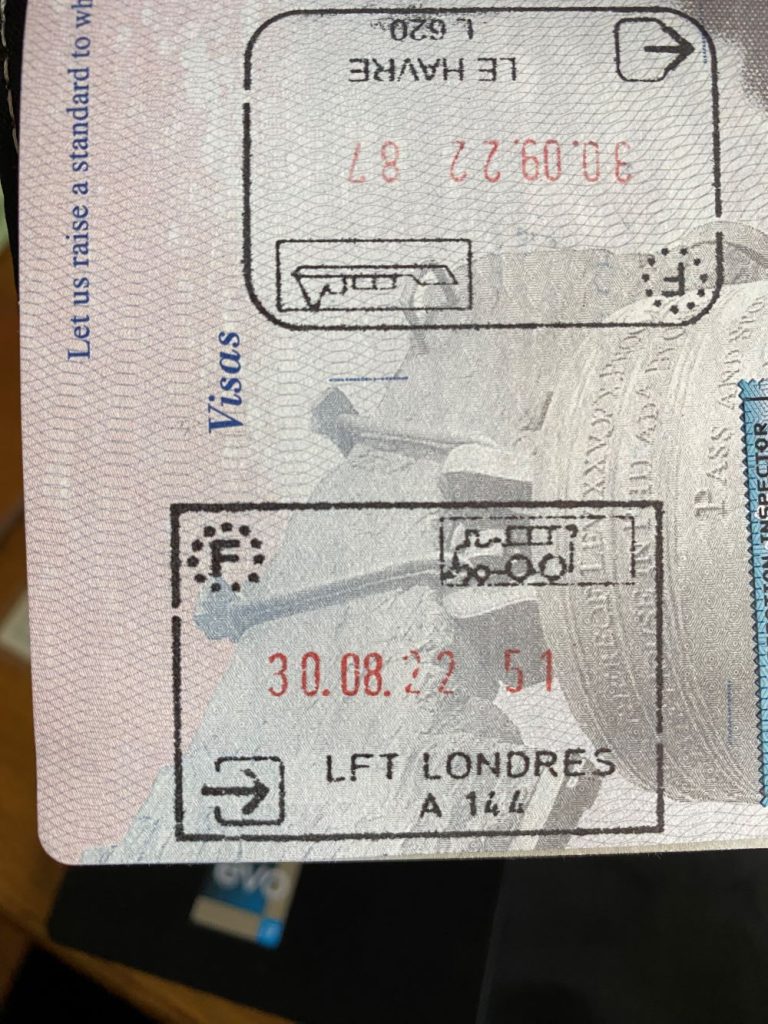 Let us raise a standard to wh
Visas
LE HAVRE
L 620
30.09.22 87
F
F
30.08.22 51
LFT LONDRES
A 144
PASS AND
INSPECTOR
evo